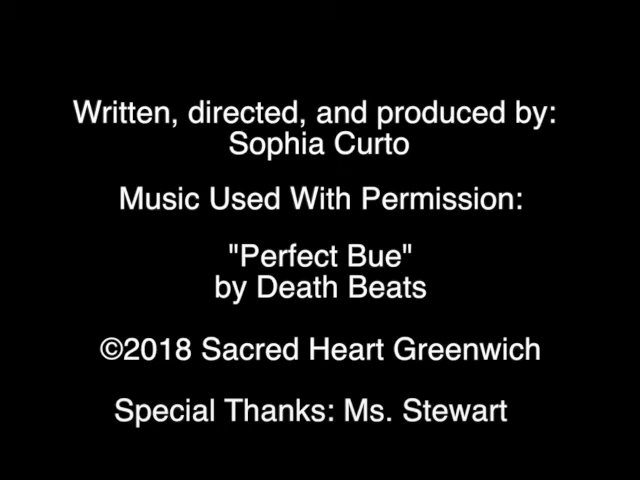 Written, directed, and produced by:
Sophia Curto
Music Used With Permission:
"Perfect Bue"
by Death Beats
©2018 Sacred Heart Greenwich
Special Thanks: Ms. Stewart